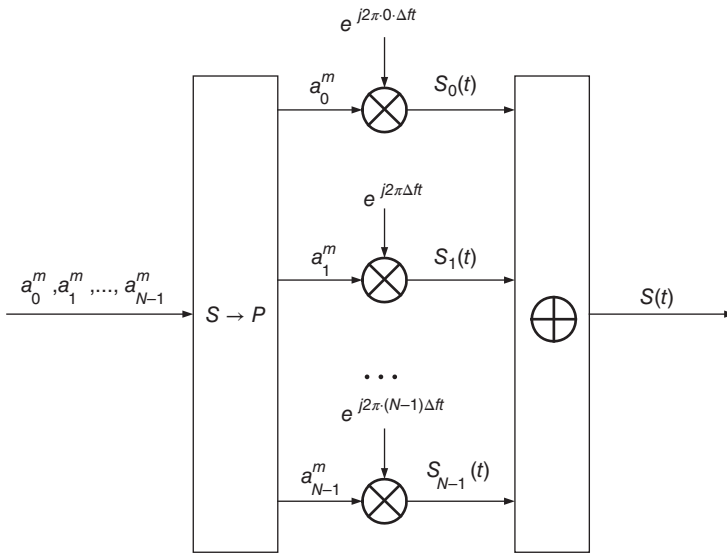 e^{j2π·0·Δft}
a_0^m
S_0(t)
e^{j2πΔft}
a_0^m ,a_1^m ,..., a_{N–1}^m
a_1^m
S_1(t)
S → P
S(t)
...
e^{j2π·(N–1)Δft}
a_{N–1}^m
S_{N–1} (t)